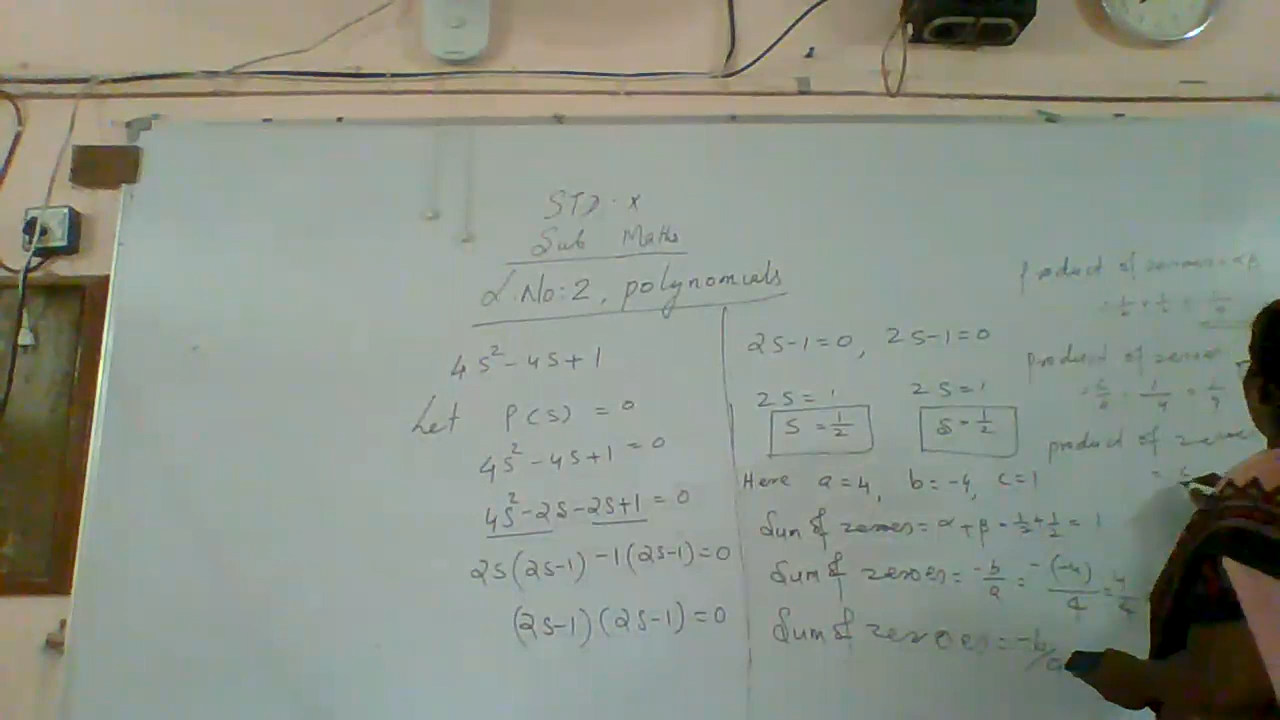 STD. X
Sub Maths
L.No:2, polynomials
4s² - 4s + 1
Let P(s) = 0
4s² - 4s + 1 = 0
4s² - 2s - 2s + 1 = 0
2s(2s-1) -1(2s-1) = 0
(2s-1)(2s-1) = 0
2s-1=0, 2s-1=0
2s=1 2s=1
s=1/2 s=1/2
Here a=4, b=-4, c=1
Sum of zeroes = α+β = 1/2+1/2 = 1
Sum of zeroes = -b/a = -(-4)/4 = 4/4
Sum of zeroes = -b/a
product of zeroes = αβ
= 1/2 × 1/2 = 1/4
product of zeroes
= c/a = 1/4 = 1/4
product of zeroes